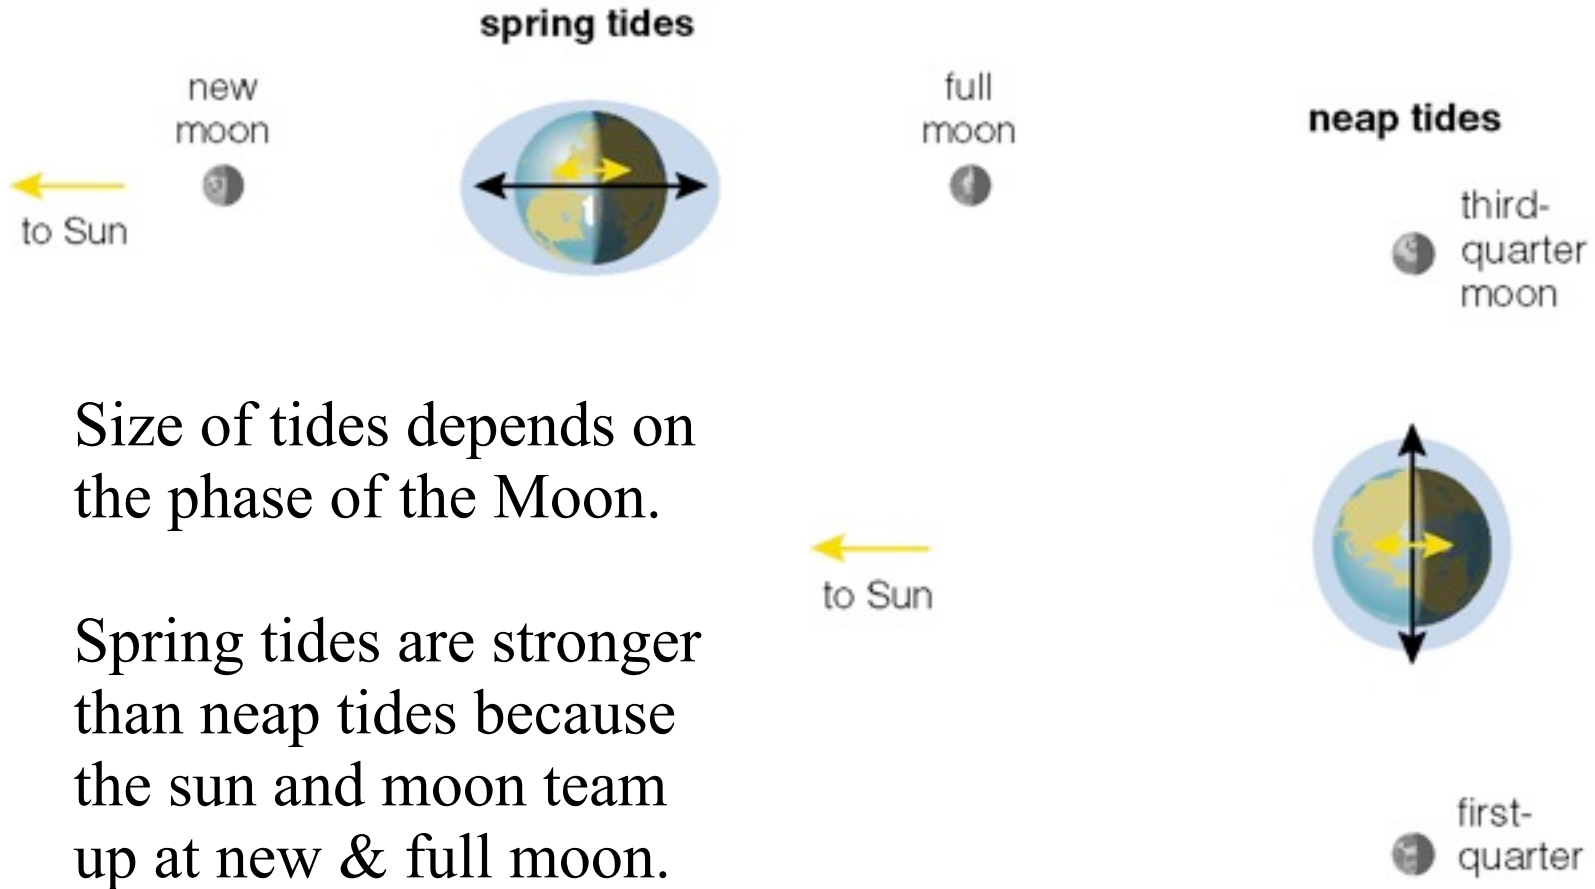 spring tides
new
moon
to Sun
full
moon
neap tides
third-
quarter
moon
Size of tides depends on
the phase of the Moon.
to Sun
Spring tides are stronger
than neap tides because
the sun and moon team
up at new & full moon.
first-
quarter